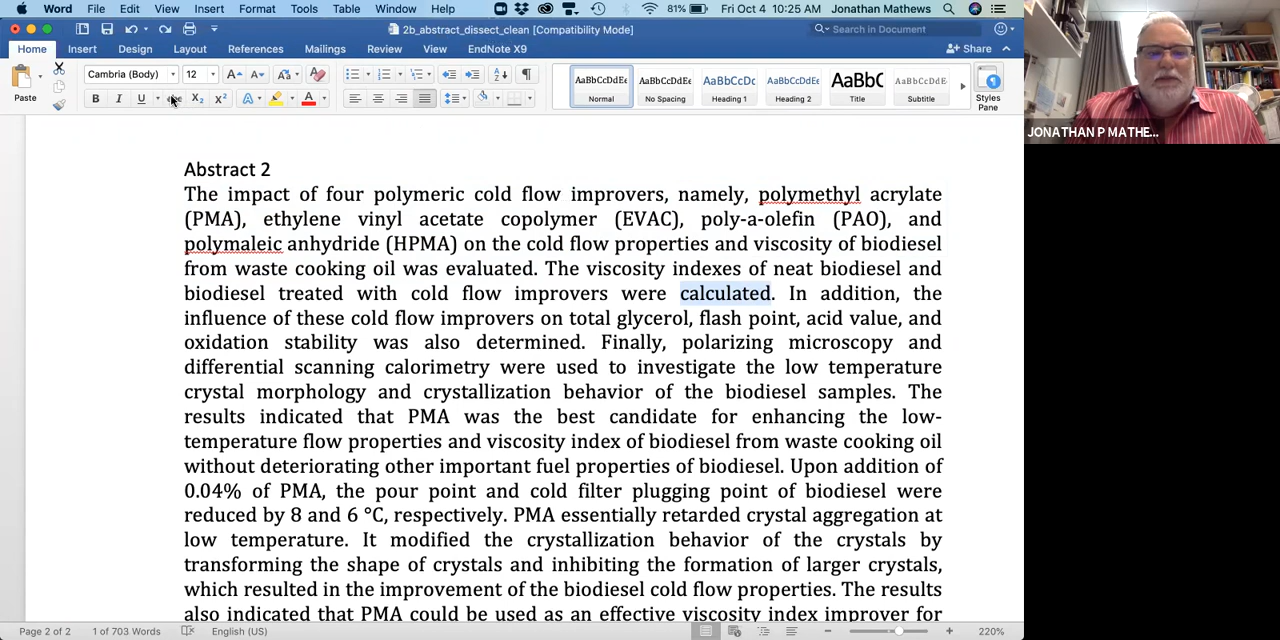 Word File Edit View Insert Format Tools Table Window Help 81% Fri Oct 4 10:25 AM Jonathan Mathews
2b_abstract_dissect_clean [Compatibility Mode] Search in Document
Home Insert Design Layout References Mailings Review View EndNote X9 Share
Paste Cambria (Body) 12 A A Aa A
B I U abc X2 X2 A A
AaBbCcDdEe AaBbCcDdEe AaBbCcDc AaBbCcDdEe AaBbC AaBbCcDdEe
Normal No Spacing Heading 1 Heading 2 Title Subtitle Styles Pane
JONATHAN P MATHE...
Abstract 2
The impact of four polymeric cold flow improvers, namely, polymethyl acrylate
(PMA), ethylene vinyl acetate copolymer (EVAC), poly-a-olefin (PAO), and
polymaleic anhydride (HPMA) on the cold flow properties and viscosity of biodiesel
from waste cooking oil was evaluated. The viscosity indexes of neat biodiesel and
biodiesel treated with cold flow improvers were calculated. In addition, the
influence of these cold flow improvers on total glycerol, flash point, acid value, and
oxidation stability was also determined. Finally, polarizing microscopy and
differential scanning calorimetry were used to investigate the low temperature
crystal morphology and crystallization behavior of the biodiesel samples. The
results indicated that PMA was the best candidate for enhancing the low-
temperature flow properties and viscosity index of biodiesel from waste cooking oil
without deteriorating other important fuel properties of biodiesel. Upon addition of
0.04% of PMA, the pour point and cold filter plugging point of biodiesel were
reduced by 8 and 6 °C, respectively. PMA essentially retarded crystal aggregation at
low temperature. It modified the crystallization behavior of the crystals by
transforming the shape of crystals and inhibiting the formation of larger crystals,
which resulted in the improvement of the biodiesel cold flow properties. The results
also indicated that PMA could be used as an effective viscosity index improver for
Page 2 of 2 1 of 703 Words English (US) 220%